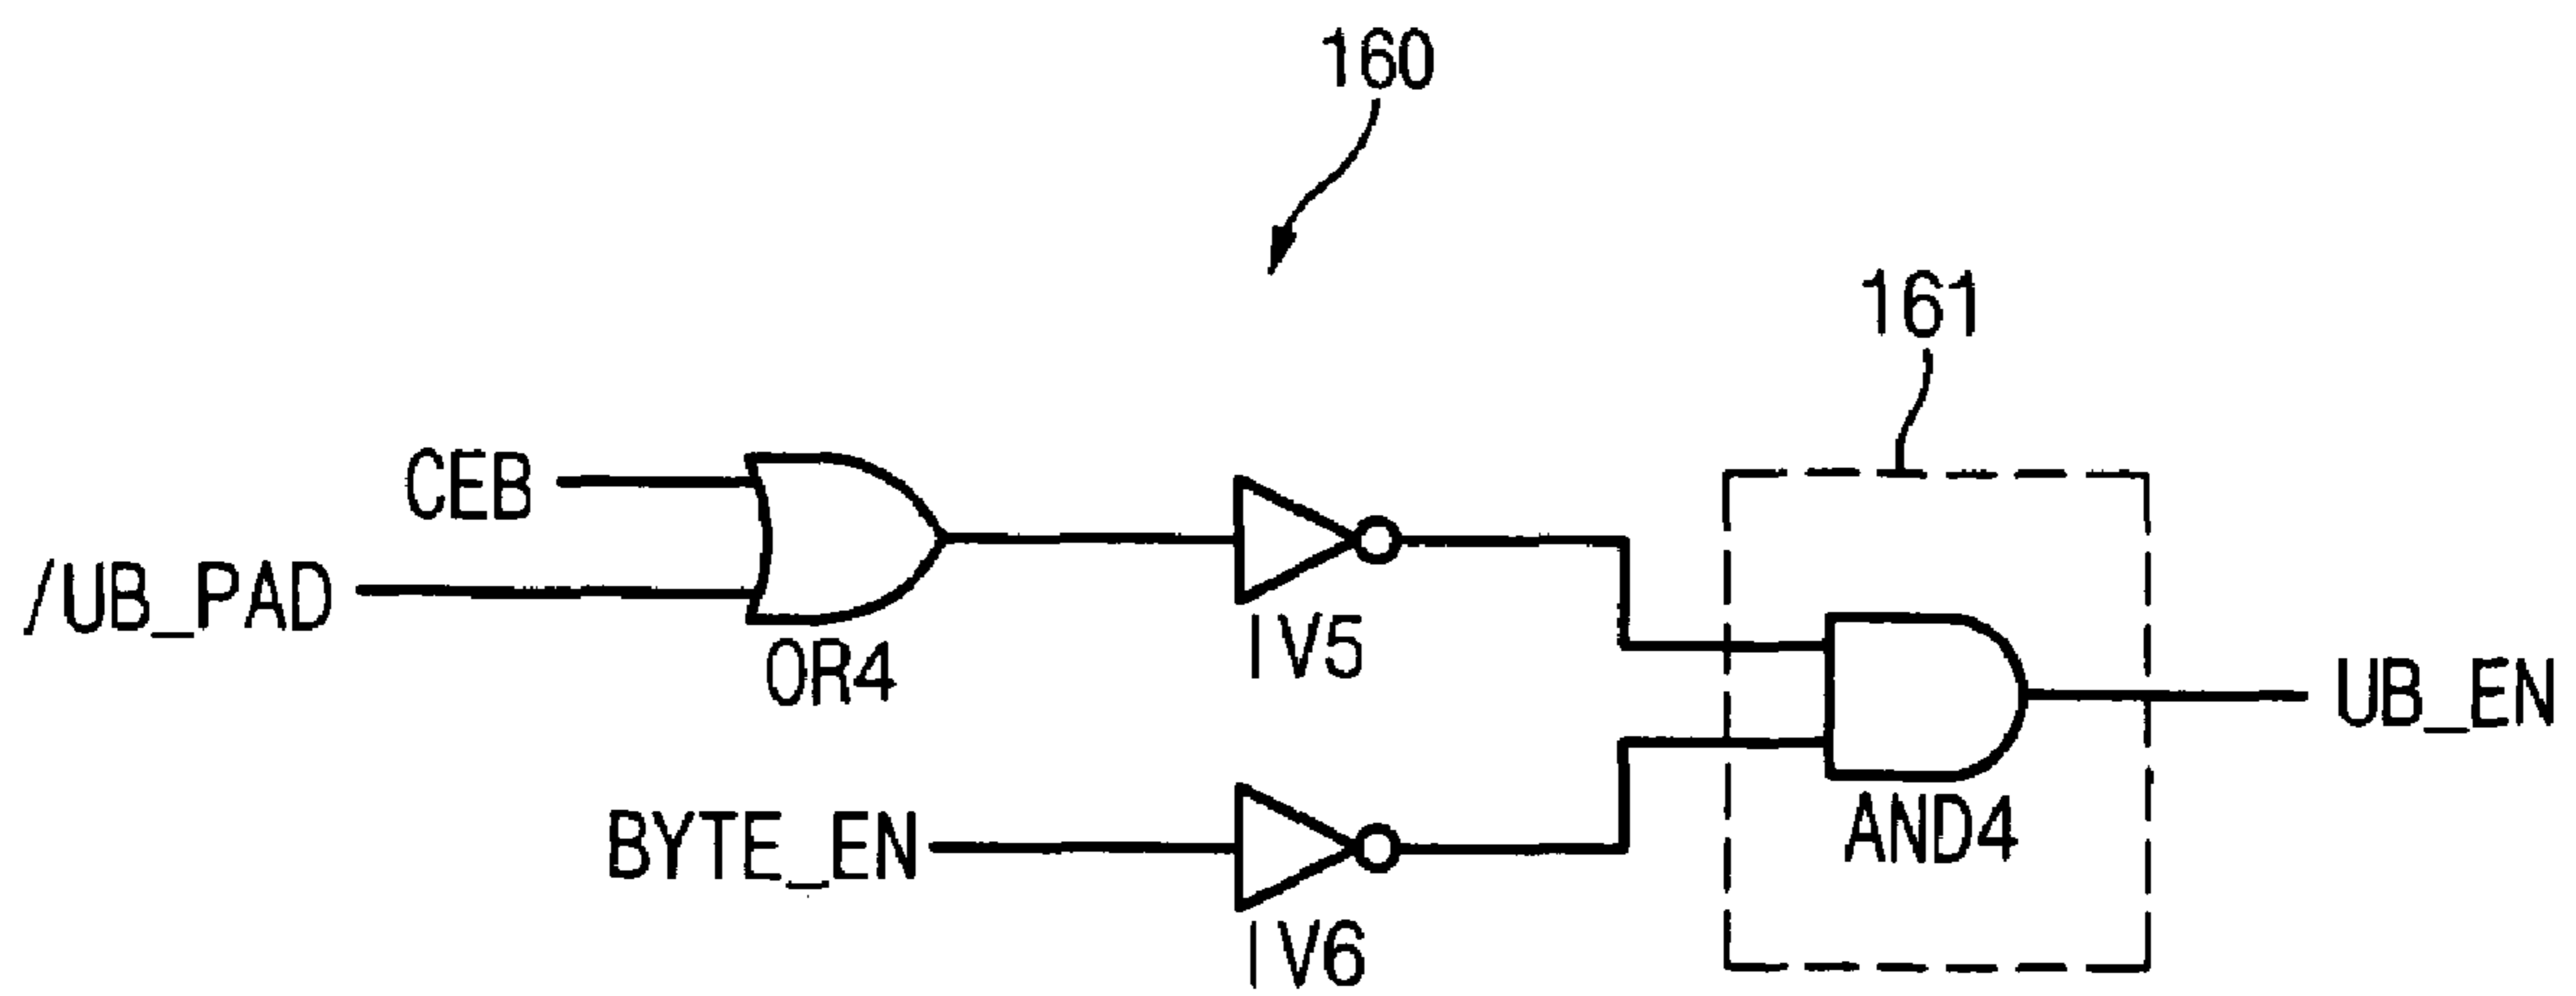 160
161
CEB
/UB_PAD
OR4
IV5
UB_EN
BYTE_EN
AND4
IV6